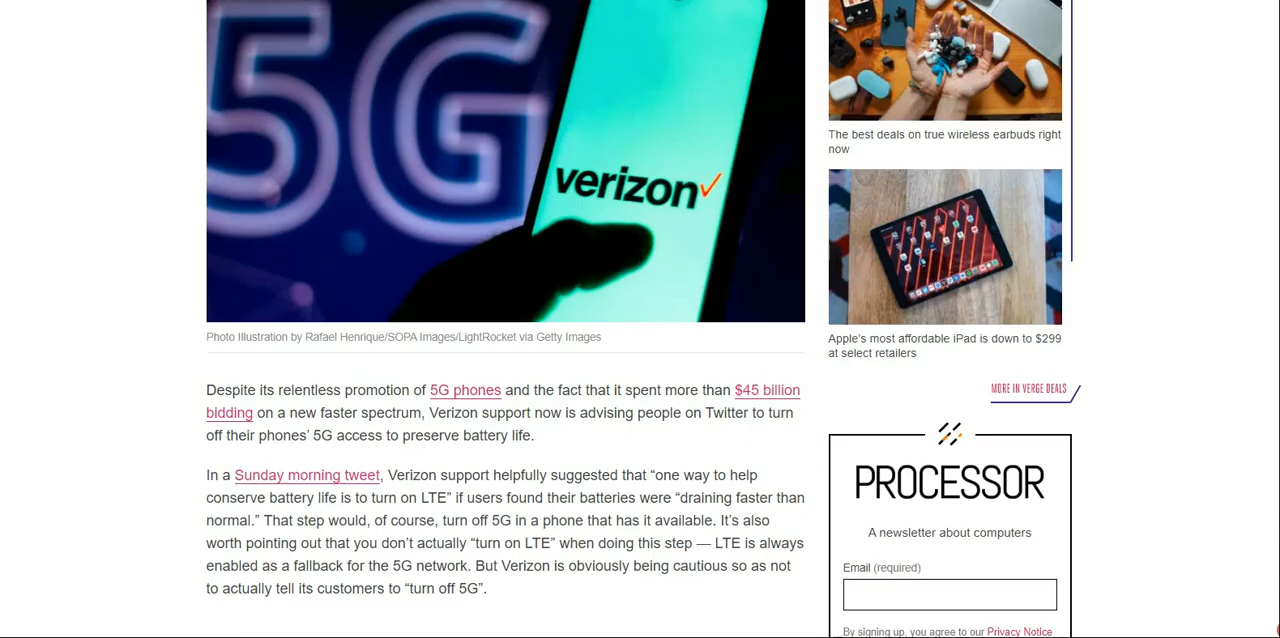 5G
verizon
Photo Illustration by Rafael Henrique/SOPA Images/LightRocket via Getty Images
Despite its relentless promotion of 5G phones and the fact that it spent more than $45 billion
bidding on a new faster spectrum, Verizon support now is advising people on Twitter to turn
off their phones’ 5G access to preserve battery life.
In a Sunday morning tweet, Verizon support helpfully suggested that “one way to help
conserve battery life is to turn on LTE” if users found their batteries were “draining faster than
normal.” That step would, of course, turn off 5G in a phone that has it available. It’s also
worth pointing out that you don’t actually “turn on LTE” when doing this step — LTE is always
enabled as a fallback for the 5G network. But Verizon is obviously being cautious so as not
to actually tell its customers to “turn off 5G”.
The best deals on true wireless earbuds right
now
Apple’s most affordable iPad is down to $299
at select retailers
MORE IN VERGE DEALS
PROCESSOR
A newsletter about computers
Email (required)
By signing up, you agree to our Privacy Notice